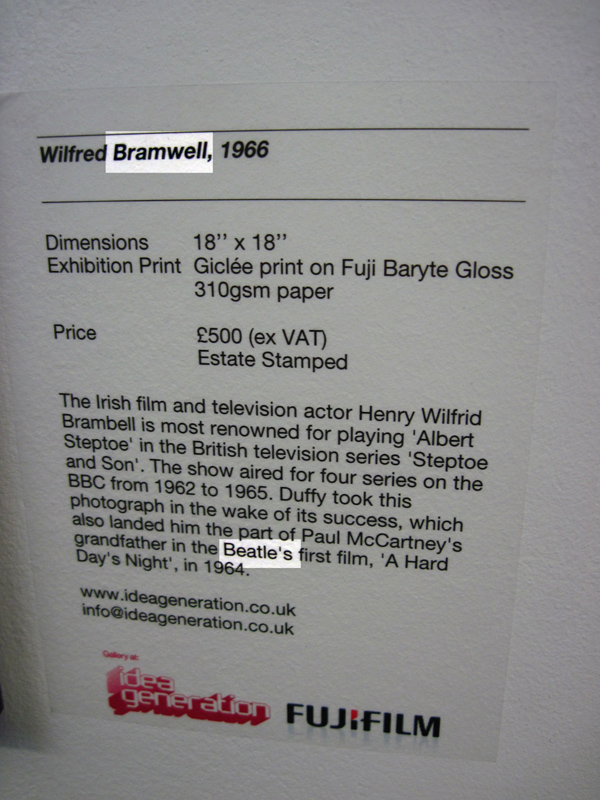 Wilfred Bramwell, 1966
Dimensions 18’’ x 18’’
Exhibition Print Giclée print on Fuji Baryte Gloss
310gsm paper
Price £500 (ex VAT)
Estate Stamped
The Irish film and television actor Henry Wilfrid
Brambell is most renowned for playing 'Albert
Steptoe' in the British television series 'Steptoe
and Son'. The show aired for four series on the
BBC from 1962 to 1965. Duffy took this
photograph in the wake of its success, which
also landed him the part of Paul McCartney's
grandfather in the Beatle's first film, 'A Hard
Day's Night', in 1964.
www.ideageneration.co.uk
info@ideageneration.co.uk
Gallery at:
idea
generation
FUJIFILM